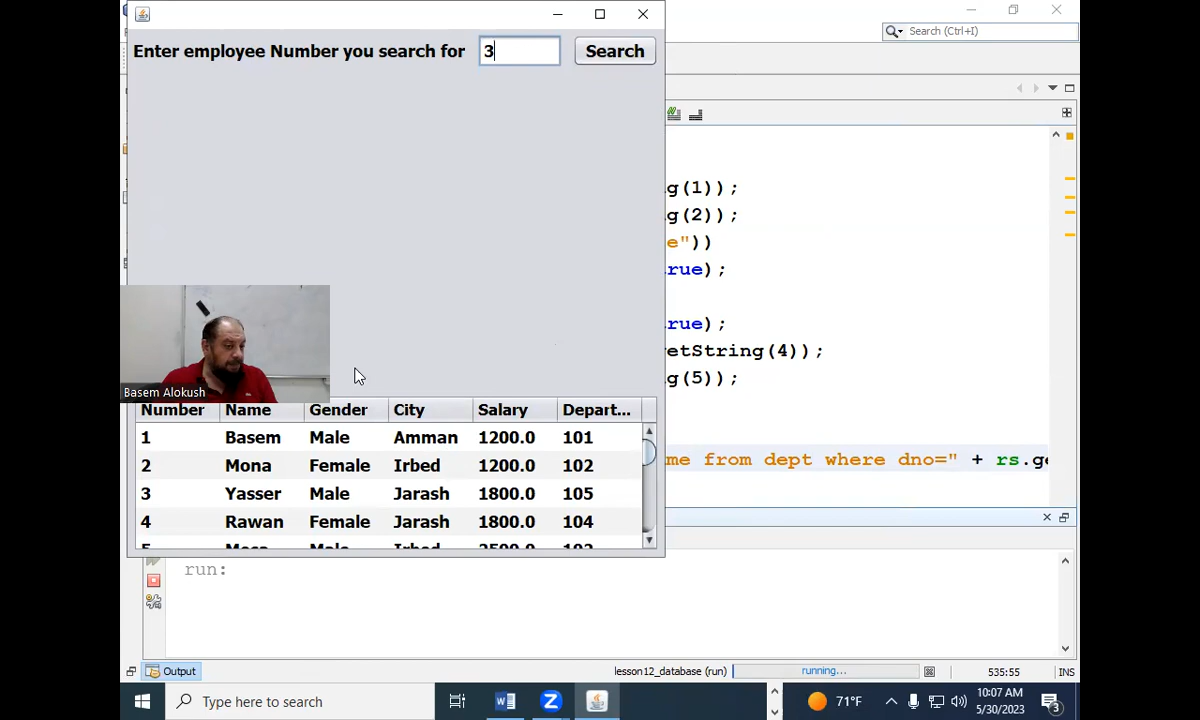 Enter employee Number you search for 3 Search
Search (Ctrl+I)
g(1));
g(2));
e"))
rue);
rue);
etString(4));
g(5));
me from dept where dno=" + rs.ge
Basem Alokush
Number Name Gender City Salary Depart...
1 Basem Male Amman 1200.0 101
2 Mona Female Irbed 1200.0 102
3 Yasser Male Jarash 1800.0 105
4 Rawan Female Jarash 1800.0 104
run:
Output lesson12_database (run) running... 535:55 INS
Type here to search 71°F 10:07 AM
5/30/2023 3